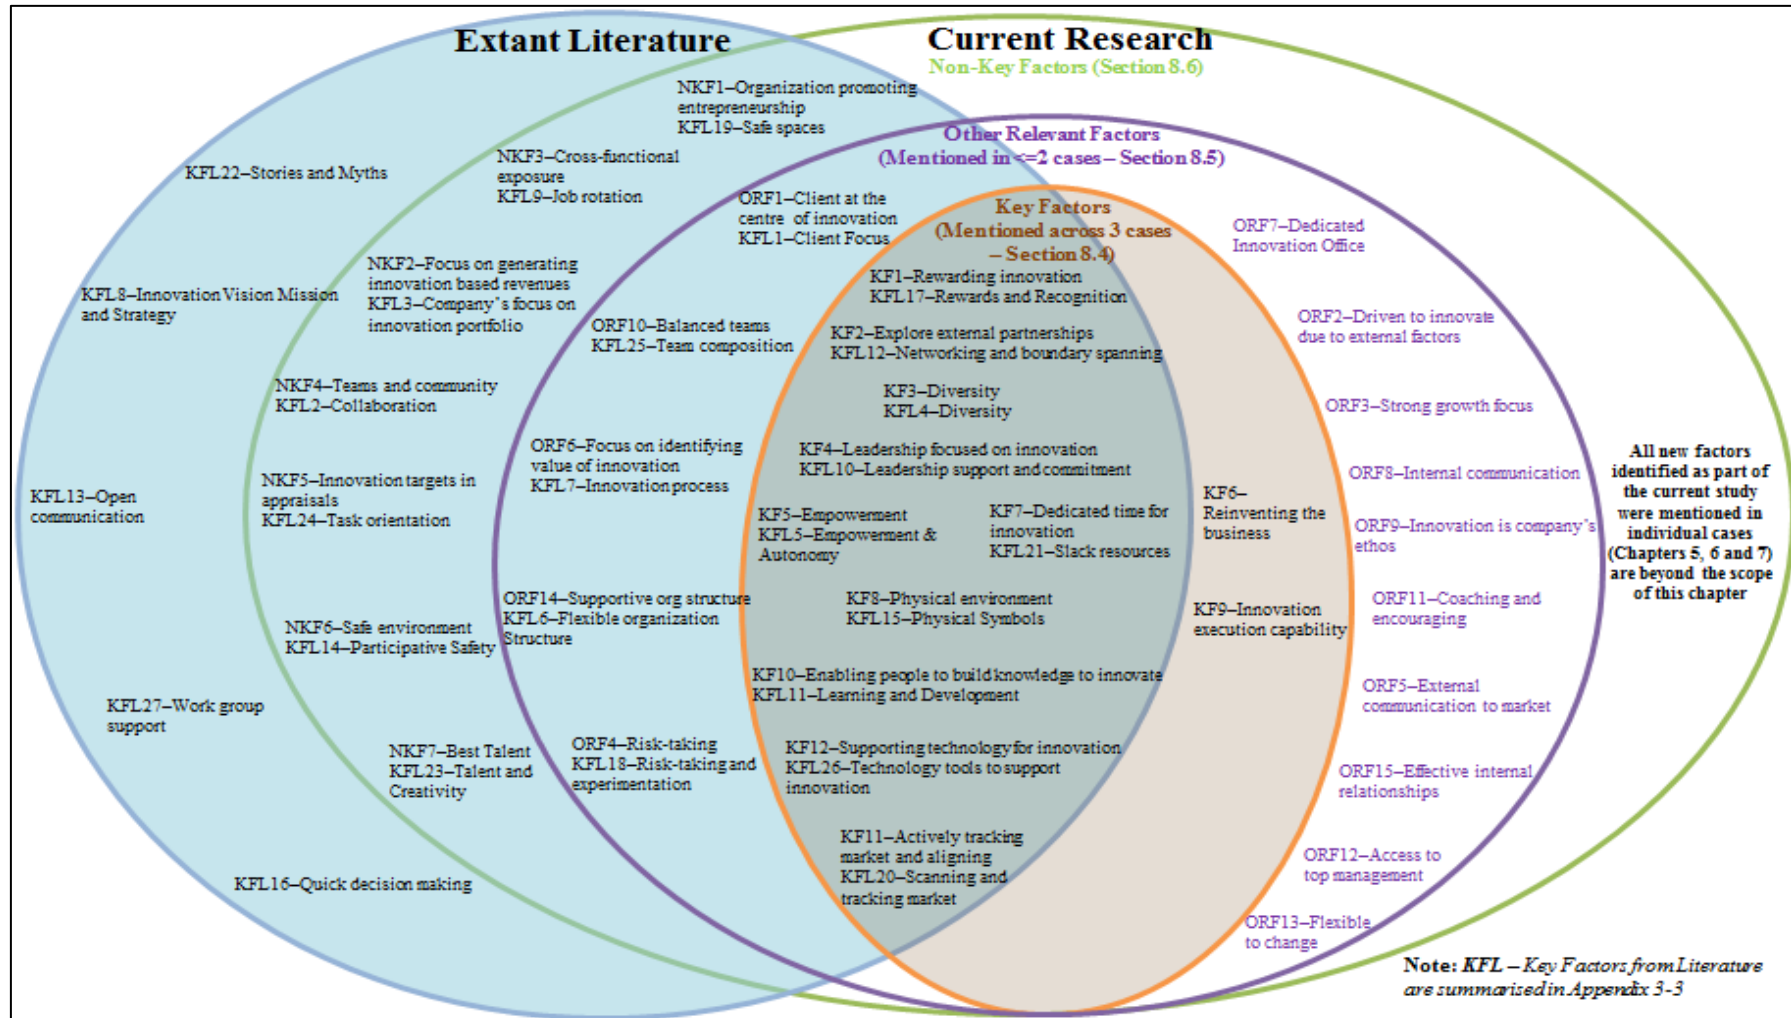 Extant Literature
Current Research
Non-Key Factors (Section 8.6)
NKF1–Organization promoting
entrepreneurship
KFL19–Safe spaces
Other Relevant Factors
(Mentioned in <=2 cases – Section 8.5)
KFL22–Stories and Myths
NKF3–Cross-functional
exposure
KFL9–Job rotation
ORF1–Client at the
centre of innovation
KFL1–Client Focus
Key Factors
(Mentioned across 3 cases
– Section 8.4)
ORF7–Dedicated
Innovation Office
KFL8–Innovation Vision Mission
and Strategy
NKF2–Focus on generating
innovation based revenues
KFL3–Company's focus on
innovation portfolio
KF1–Rewarding innovation
KFL17–Rewards and Recognition
ORF10–Balanced teams
KFL25–Team composition
KF2–Explore external partnerships
KFL12–Networking and boundary spanning
ORF2–Driven to innovate
due to external factors
NKF4–Teams and community
KFL2–Collaboration
KF3–Diversity
KFL4–Diversity
ORF3–Strong growth focus
ORF6–Focus on identifying
value of innovation
KFL7–Innovation process
KF4–Leadership focused on innovation
KFL10–Leadership support and commitment
ORF8–Internal communication
KFL13–Open
communication
NKF5–Innovation targets in
appraisals
KFL24–Task orientation
KF5–Empowerment
KFL5–Empowerment &
Autonomy
KF7–Dedicated time for
innovation
KFL21–Slack resources
KF6–
Reinventing the
business
ORF9–Innovation is company's
ethos
All new factors
identified as part of
the current study
were mentioned in
individual cases
(Chapters 5, 6 and 7)
are beyond the scope
of this chapter
NKF6–Safe environment
KFL14–Participative Safety
ORF14–Supportive org structure
KFL6–Flexible organization
Structure
KF8–Physical environment
KFL15–Physical Symbols
KF9–Innovation
execution capability
ORF11–Coaching and
encouraging
KFL27–Work group
support
KF10–Enabling people to build knowledge to innovate
KFL11–Learning and Development
ORF5–External
communication to market
NKF7–Best Talent
KFL23–Talent and
Creativity
ORF4–Risk-taking
KFL18–Risk-taking and
experimentation
KF12–Supporting technology for innovation
KFL26–Technology tools to support
innovation
ORF15–Effective internal
relationships
KFL16–Quick decision making
KF11–Actively tracking
market and aligning
KFL20–Scanning and
tracking market
ORF12–Access to
top management
ORF13–Flexible
to change
Note: KFL – Key Factors from Literature
are summarised in Appendix 3-3